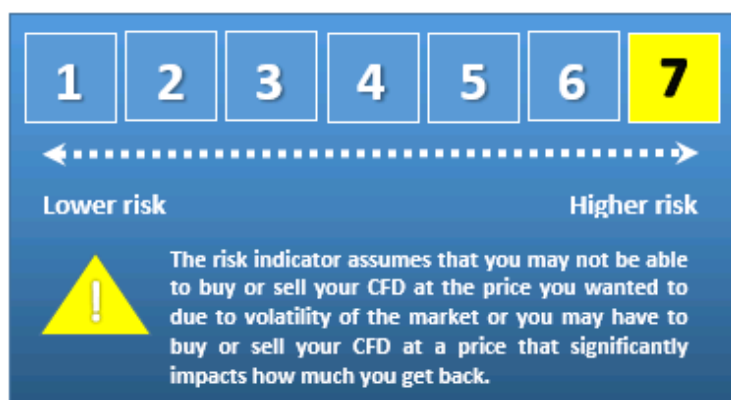 1 2 3 4 5 6 7
Lower risk Higher risk
!
The risk indicator assumes that you may not be able
to buy or sell your CFD at the price you wanted to
due to volatility of the market or you may have to
buy or sell your CFD at a price that significantly
impacts how much you get back.